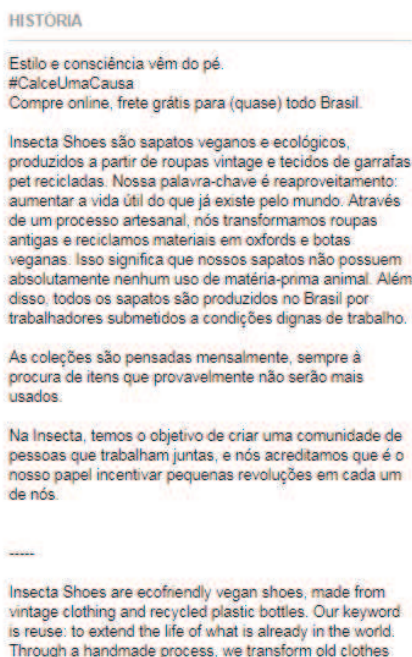 HISTÓRIA
Estilo e consciência vêm do pé.
#CalceUmaCausa
Compre online, frete grátis para (quase) todo Brasil.
Insecta Shoes são sapatos veganos e ecológicos,
produzidos a partir de roupas vintage e tecidos de garrafas
pet recicladas. Nossa palavra-chave é reaproveitamento:
aumentar a vida útil do que já existe pelo mundo. Através
de um processo artesanal, nós transformamos roupas
antigas e reciclamos materiais em oxfords e botas
veganas. Isso significa que nossos sapatos não possuem
absolutamente nenhum uso de matéria-prima animal. Além
disso, todos os sapatos são produzidos no Brasil por
trabalhadores submetidos a condições dignas de trabalho.
As coleções são pensadas mensalmente, sempre à
procura de itens que provavelmente não serão mais
usados.
Na Insecta, temos o objetivo de criar uma comunidade de
pessoas que trabalham juntas, e nós acreditamos que é o
nosso papel incentivar pequenas revoluções em cada um
de nós.
-----
Insecta Shoes are ecofriendly vegan shoes, made from
vintage clothing and recycled plastic bottles. Our keyword
is reuse: to extend the life of what is already in the world.
Through a handmade process, we transform old clothes